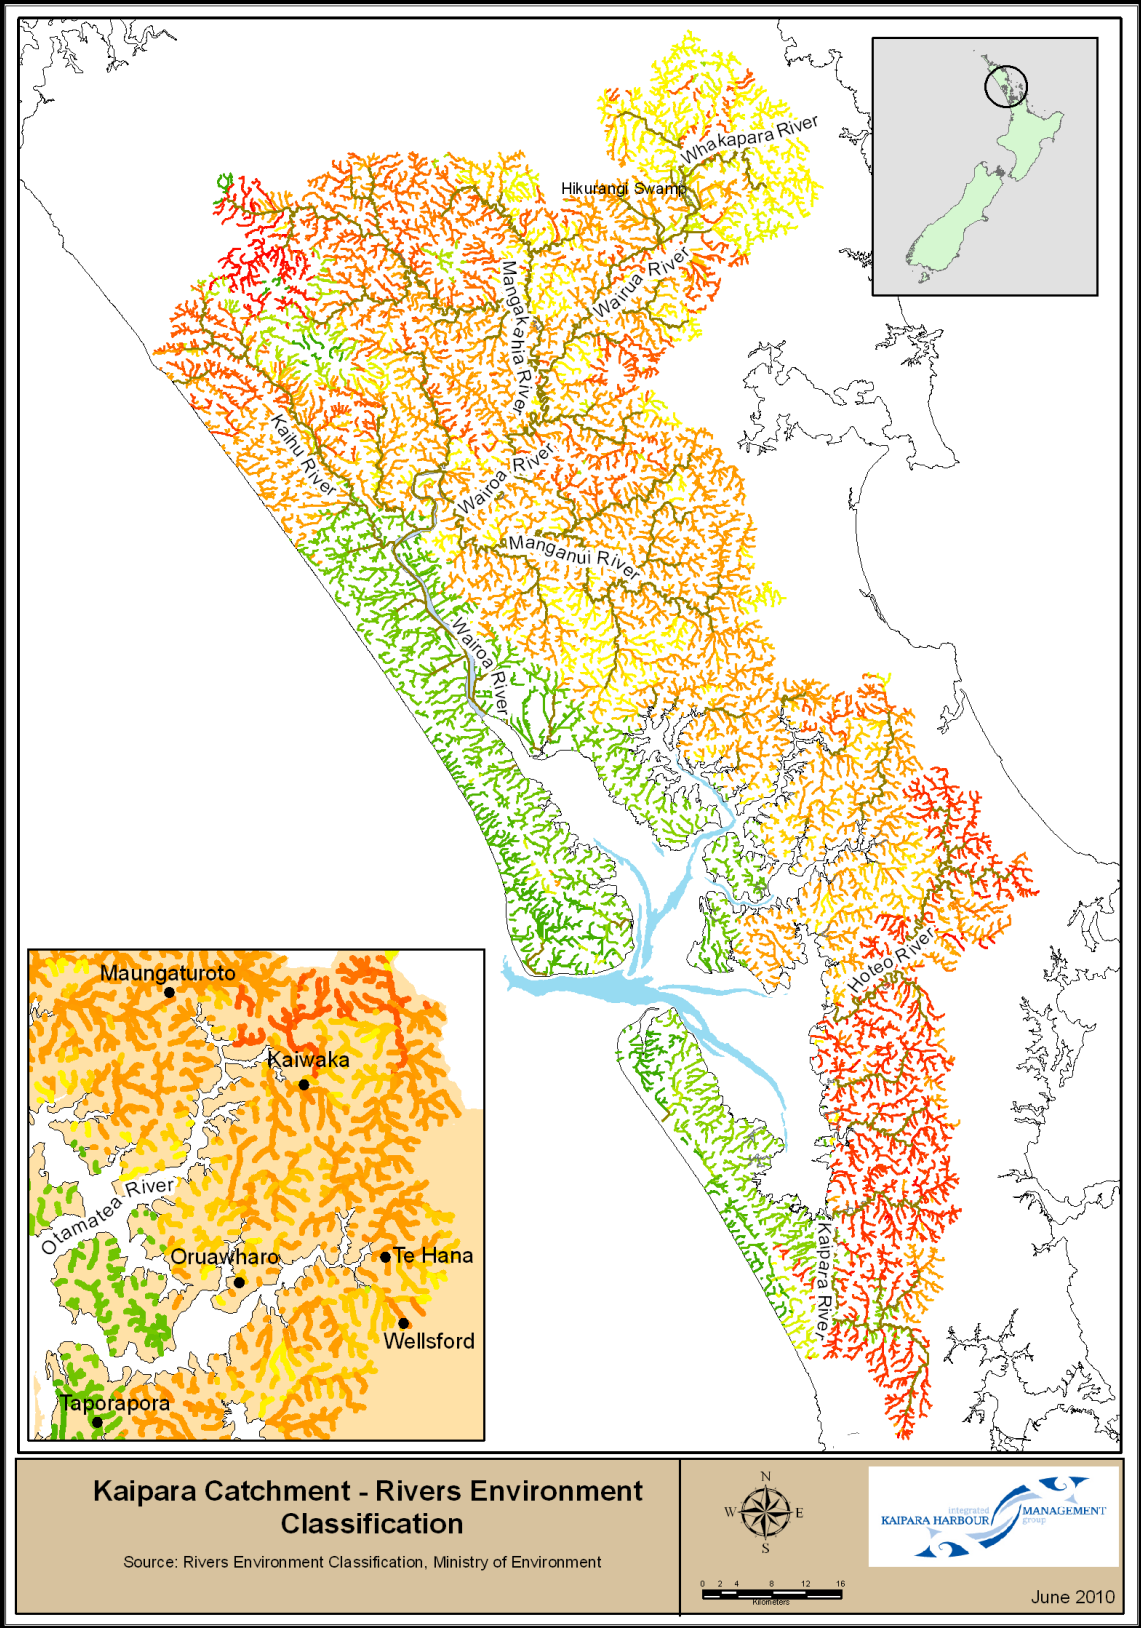 Whakapara River
Hikurangi Swamp
Wairua River
Mangakahia River
Kaihu River
Wairoa River
Manganui River
Wairoa River
Hoteo River
Kaipara River
Maungaturoto
Kaiwaka
Otamatea River
Oruawharo
Te Hana
Wellsford
Taporapora
Kaipara Catchment - Rivers Environment
Classification
Source: Rivers Environment Classification, Ministry of Environment
N
W E
S
0 2 4 8 12 16
Kilometers
integrated
KAIPARA HARBOUR MANAGEMENT
group
June 2010